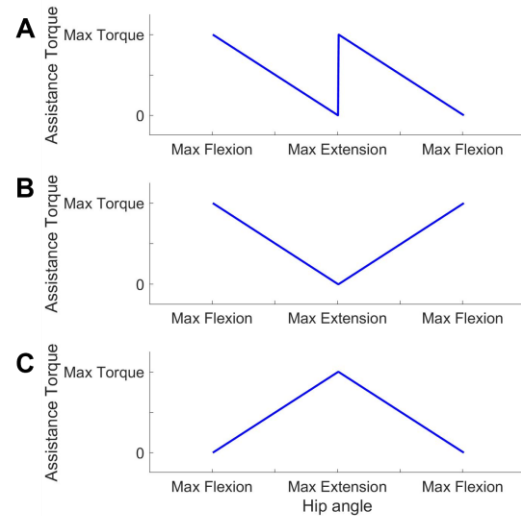 A
Assistance Torque
Max Torque
0
Max Flexion Max Extension Max Flexion
B
Assistance Torque
Max Torque
0
Max Flexion Max Extension Max Flexion
C
Assistance Torque
Max Torque
0
Max Flexion Max Extension Max Flexion
Hip angle